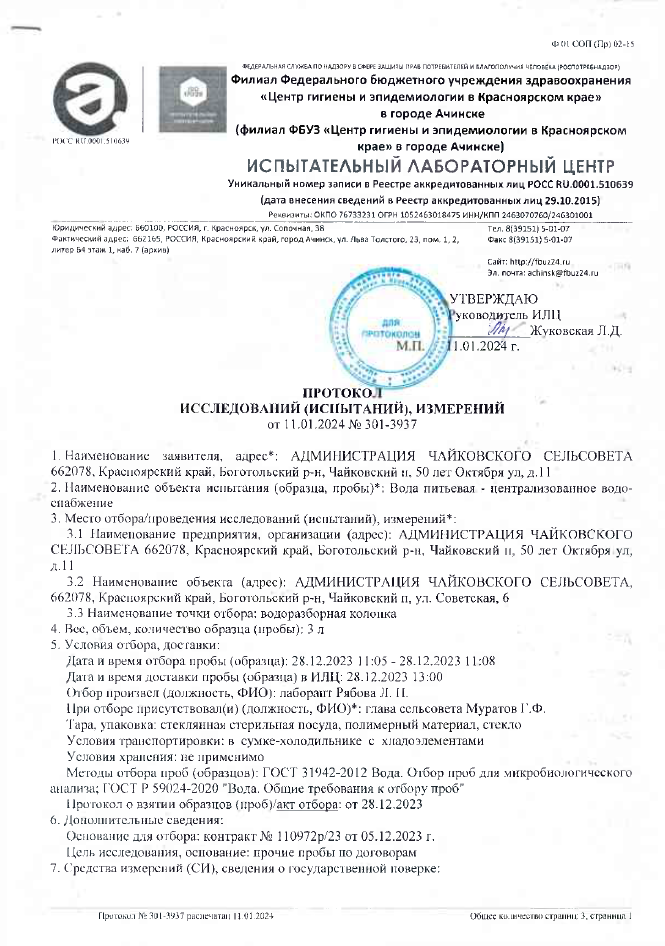 Ф 01 СОП (Пр) 02-15
ФЕДЕРАЛЬНАЯ СЛУЖБА ПО НАДЗОРУ В СФЕРЕ ЗАЩИТЫ ПРАВ ПОТРЕБИТЕЛЕЙ И БЛАГОПОЛУЧИЯ ЧЕЛОВЕКА (РОСПОТРЕБНАДЗОР)
Филиал Федерального бюджетного учреждения здравоохранения
«Центр гигиены и эпидемиологии в Красноярском крае»
в городе Ачинске
(филиал ФБУЗ «Центр гигиены и эпидемиологии в Красноярском
крае» в городе Ачинске)
РОСС RU.0001.510639
ИСПЫТАТЕЛЬНЫЙ ЛАБОРАТОРНЫЙ ЦЕНТР
Уникальный номер записи в Реестре аккредитованных лиц РОСС RU.0001.510639
(дата внесения сведений в Реестр аккредитованных лиц 29.10.2015)
Реквизиты: ОКПО 76733231 ОГРН 1052463018475 ИНН/КПП 2463070760/246301001
Юридический адрес: 660100, РОССИЯ, г. Красноярск, ул. Сопочная, 38
Фактический адрес: 662165, РОССИЯ, Красноярский край, город Ачинск, ул. Льва Толстого, 23, пом. 1, 2,
литер Б4 этаж 1, каб. 7 (архив)
Тел. 8(39151) 5-01-07
Факс 8(39151) 5-01-07
Сайт: http://fbuz24.ru
Эл. почта: achinsk@fbuz24.ru
ДЛЯ
ПРОТОКОЛОВ
М.П.
УТВЕРЖДАЮ
Руководитель ИЛЦ
Жуковская Л.Д.
11.01.2024 г.
ПРОТОКОЛ
ИССЛЕДОВАНИЙ (ИСПЫТАНИЙ), ИЗМЕРЕНИЙ
от 11.01.2024 № 301-3937
1. Наименование заявителя, адрес*: АДМИНИСТРАЦИЯ ЧАЙКОВСКОГО СЕЛЬСОВЕТА
662078, Красноярский край, Боготольский р-н, Чайковский п, 50 лет Октября ул, д.11
2. Наименование объекта испытания (образца, пробы)*: Вода питьевая - централизованное водо-
снабжение
3. Место отбора/проведения исследований (испытаний), измерений*:
3.1 Наименование предприятия, организации (адрес): АДМИНИСТРАЦИЯ ЧАЙКОВСКОГО
СЕЛЬСОВЕТА 662078, Красноярский край, Боготольский р-н, Чайковский п, 50 лет Октября ул,
д.11
3.2 Наименование объекта (адрес): АДМИНИСТРАЦИЯ ЧАЙКОВСКОГО СЕЛЬСОВЕТА,
662078, Красноярский край, Боготольский р-н, Чайковский п, ул. Советская, 6
3.3 Наименование точки отбора: водоразборная колонка
4. Вес, объем, количество образца (пробы): 3 л
5. Условия отбора, доставки:
Дата и время отбора пробы (образца): 28.12.2023 11:05 - 28.12.2023 11:08
Дата и время доставки пробы (образца) в ИЛЦ: 28.12.2023 13:00
Отбор произвел (должность, ФИО): лаборант Рябова Л. П.
При отборе присутствовал(и) (должность, ФИО)*: глава сельсовета Муратов Г.Ф.
Тара, упаковка: стеклянная стерильная посуда, полимерный материал, стекло
Условия транспортировки: в сумке-холодильнике с хладоэлементами
Условия хранения: не применимо
Методы отбора проб (образцов): ГОСТ 31942-2012 Вода. Отбор проб для микробиологического
анализа; ГОСТ Р 59024-2020 "Вода. Общие требования к отбору проб"
Протокол о взятии образцов (проб)/акт отбора: от 28.12.2023
6. Дополнительные сведения:
Основание для отбора: контракт № 110972р/23 от 05.12.2023 г.
Цель исследования, основание: прочие пробы по договорам
7. Средства измерений (СИ), сведения о государственной поверке:
Протокол № 301-3937 распечатан 11.01.2024
Общее количество страниц: 3, страница 1